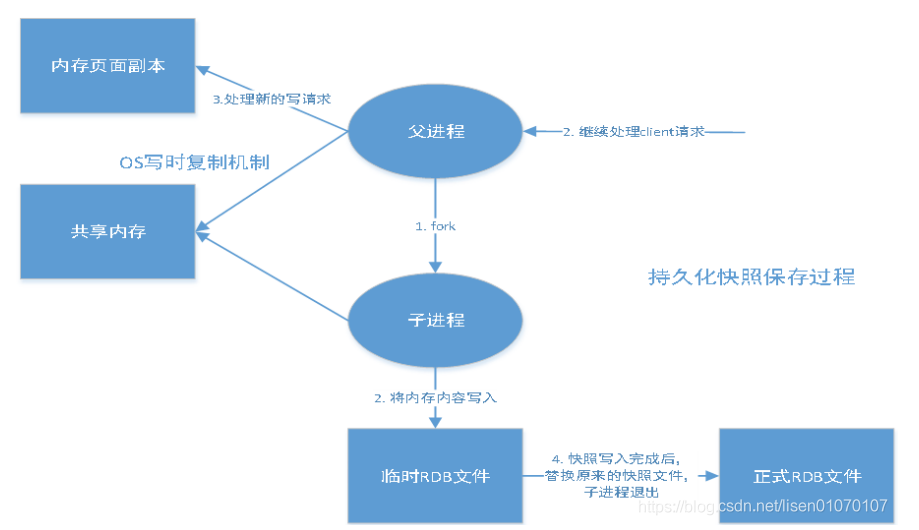 内存页面副本
3.处理新的写请求
父进程
2. 继续处理client请求
OS写时复制机制
共享内存
1. fork
持久化快照保存过程
子进程
2. 将内存内容写入
临时RDB文件
4. 快照写入完成后,
替换原来的快照文件,
子进程退出
正式RDB文件
https://blog.csdn.net/lisen01070107